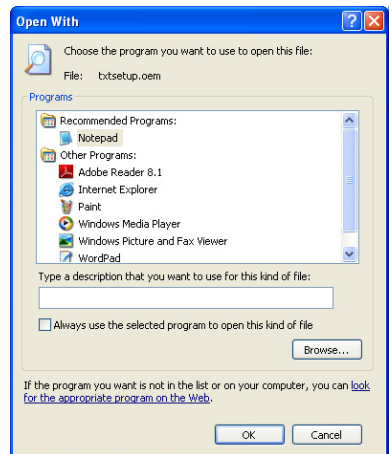 Open With
Choose the program you want to use to open this file:
File: txtsetup.oem
Programs
Recommended Programs:
Notepad
Other Programs:
Adobe Reader 8.1
Internet Explorer
Paint
Windows Media Player
Windows Picture and Fax Viewer
WordPad
Type a description that you want to use for this kind of file:
Always use the selected program to open this kind of file
Browse...
If the program you want is not in the list or on your computer, you can look
for the appropriate program on the Web.
OK Cancel